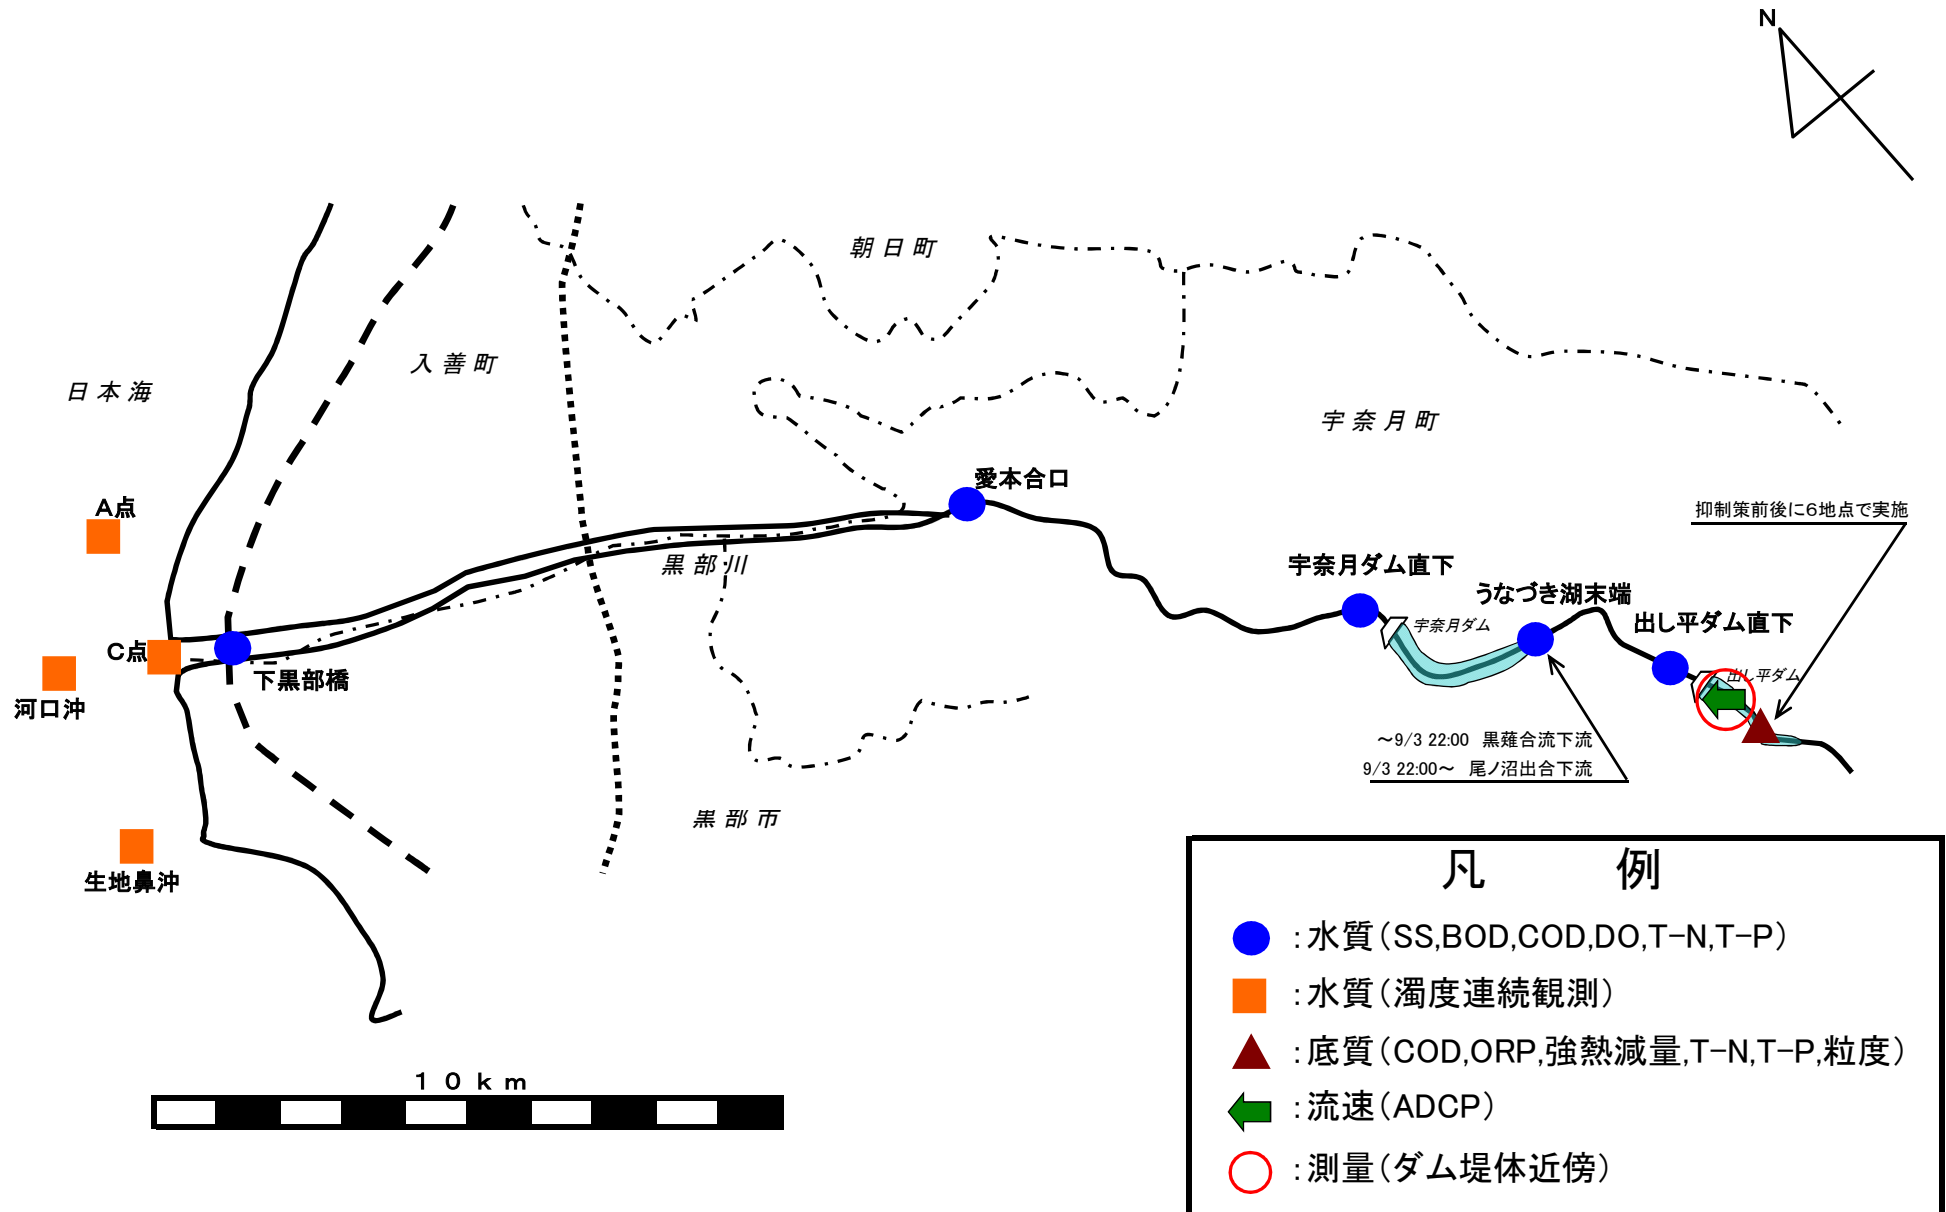 N
朝日町
入善町
日本海
宇奈月町
愛本合口
A点
抑制策前後に6地点で実施
黒部川
宇奈月ダム直下
うなづき湖末端
宇奈月ダム
出し平ダム直下
C点
下黒部橋
出し平ダム
河口沖
~9/3 22:00 黒薙合流下流
9/3 22:00~ 尾ノ沼出合下流
黒部市
生地鼻沖
凡 例
:水質(SS,BOD,COD,DO,T-N,T-P)
:水質(濁度連続観測)
:底質(COD,ORP,強熱減量,T-N,T-P,粒度)
:流速(ADCP)
:測量(ダム堤体近傍)
10km